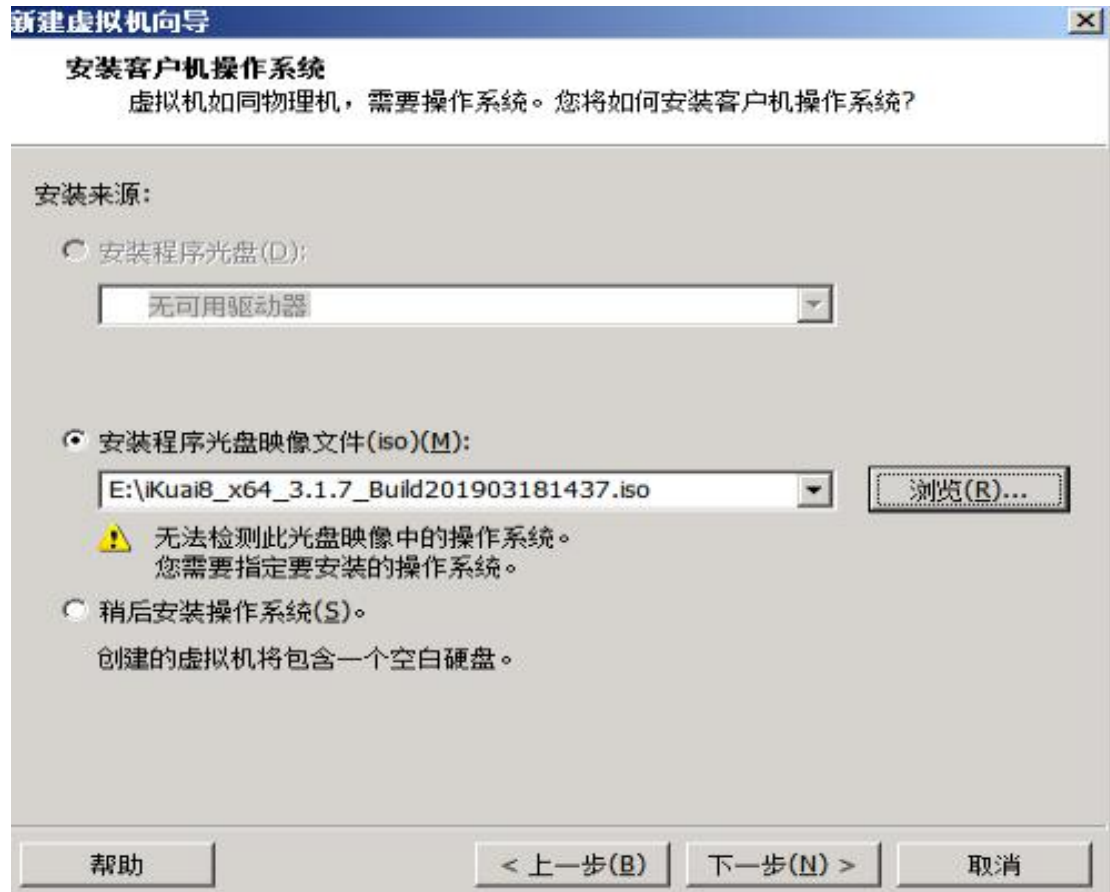 新建虚拟机向导
安装客户机操作系统
虚拟机如同物理机，需要操作系统。您将如何安装客户机操作系统?
安装来源:
安装程序光盘(D):
无可用驱动器
安装程序光盘映像文件(iso)(M):
E:\iKuai8_x64_3.1.7_Build201903181437.iso
浏览(R)...
无法检测此光盘映像中的操作系统。
您需要指定要安装的操作系统。
稍后安装操作系统(S)。
创建的虚拟机将包含一个空白硬盘。
帮助
< 上一步(B)
下一步(N) >
取消